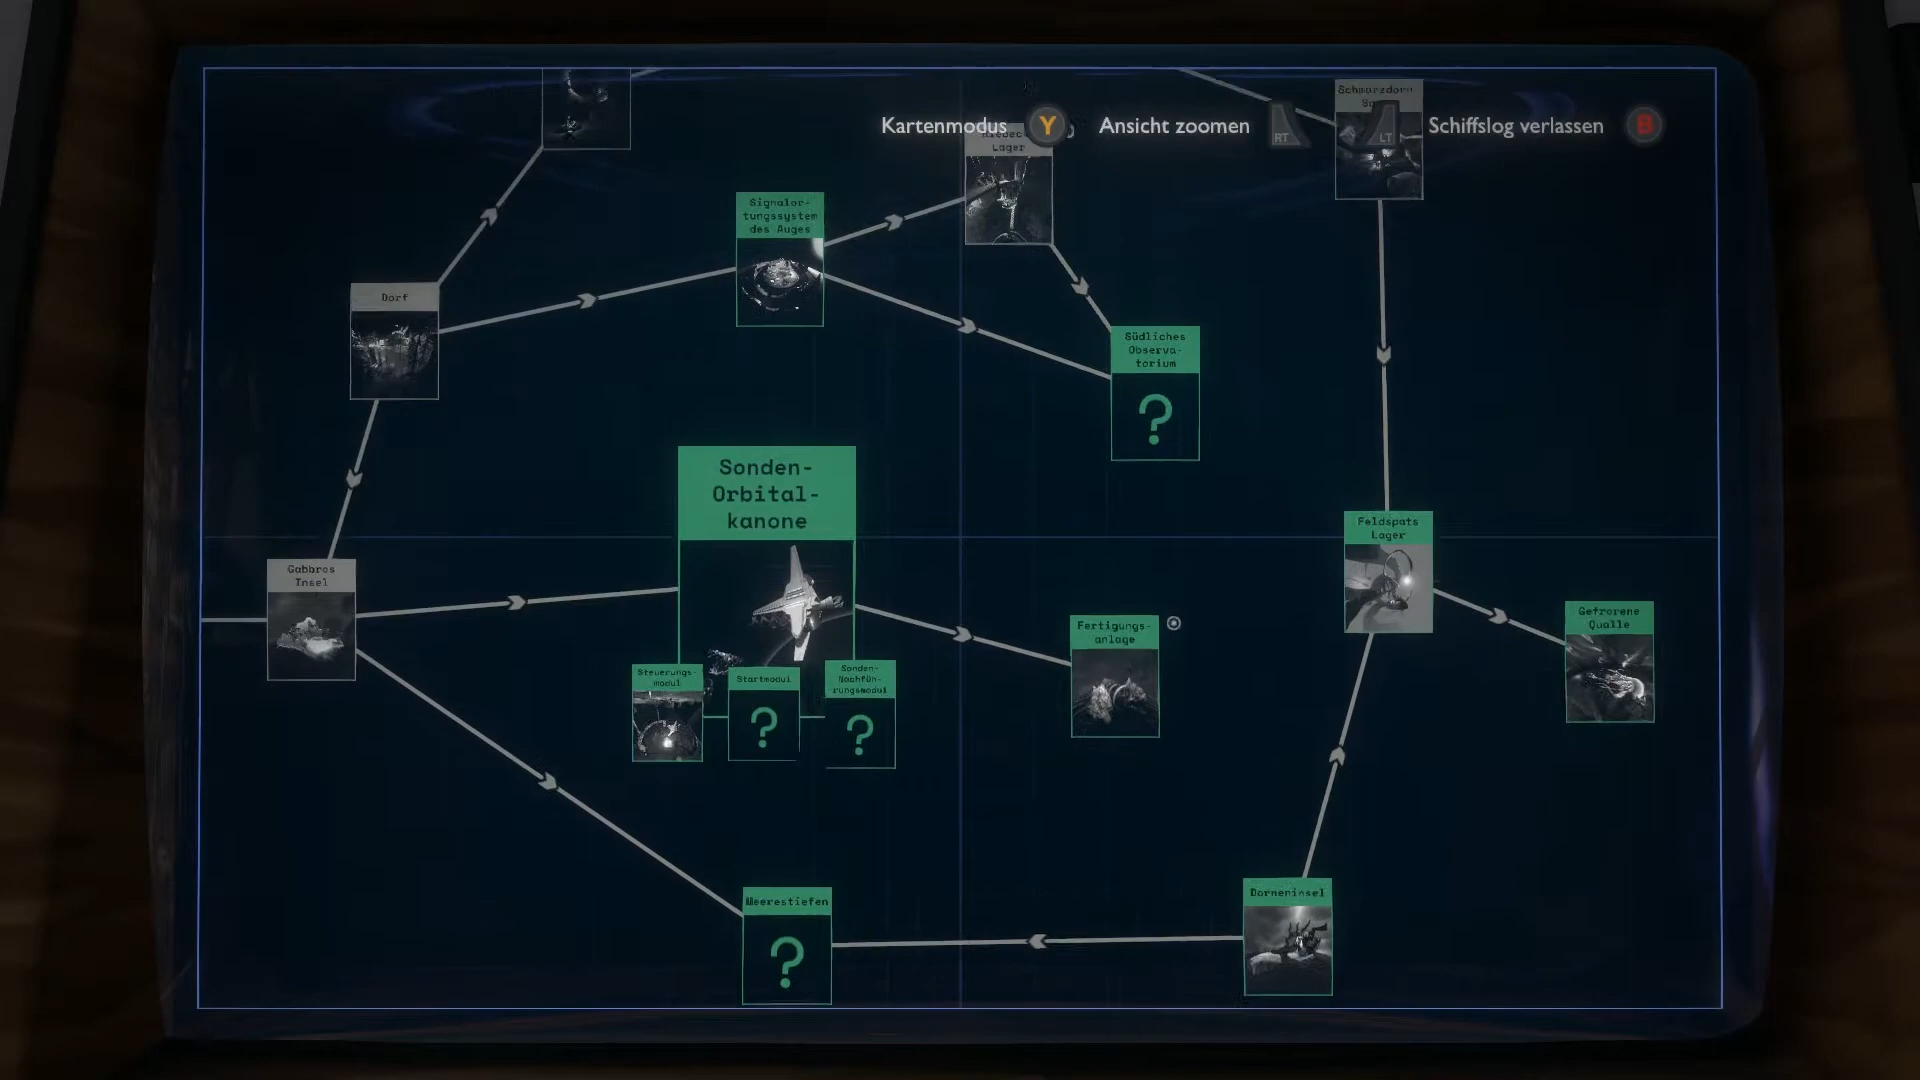 Schwarzdorn-
Kartenmodus
Y
Ansicht zoomen
RT
LT
Schiffslog verlassen
B
Lager
Signalor-
tungssystem
des Auges
Dorf
Südliches
Observa-
torium
Sonden-
Orbital-
kanone
Feldspats
Lager
Gabbros
Insel
Gefrorene
Qualle
Fertigungs-
anlage
Steuerungs-
modul
Startmodul
Sonden-
Nachfüh-
rungsmodul
?
?
?
Dorneninsel
Meerestiefen
?